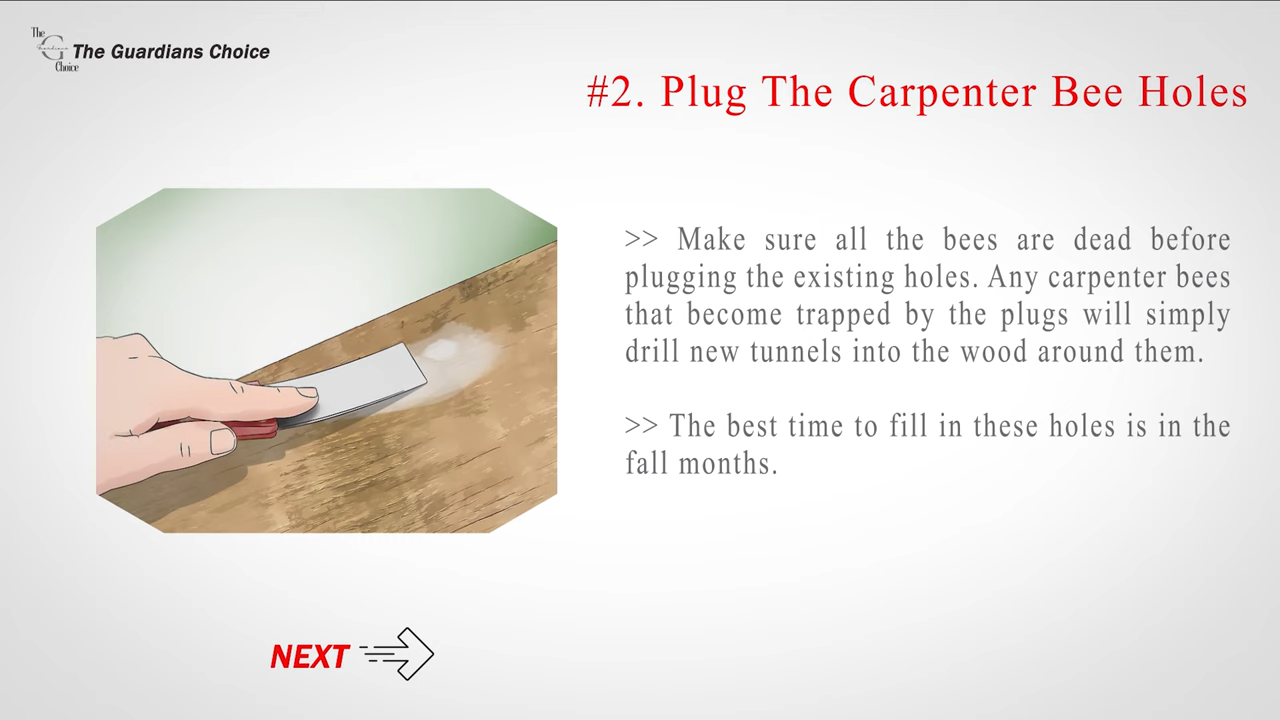 The
G
Choice
The Guardians Choice
#2. Plug The Carpenter Bee Holes
>> Make sure all the bees are dead before
plugging the existing holes. Any carpenter bees
that become trapped by the plugs will simply
drill new tunnels into the wood around them.
>> The best time to fill in these holes is in the
fall months.
NEXT